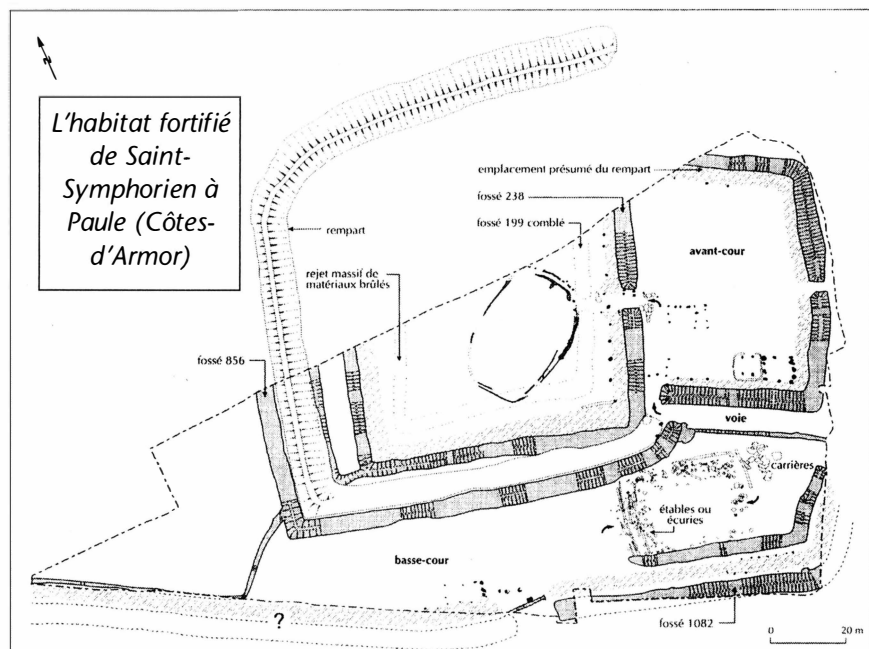 N
L'habitat fortifié
de Saint-
Symphorien à
Paule (Côtes-
d'Armor)
emplacement présumé du rempart
fossé 238
fossé 199 comblé
rempart
avant-cour
rejet massif de
matériaux brûlés
fossé 856
voie
carrières
étables ou
écuries
basse-cour
?
fossé 1082
0 20 m